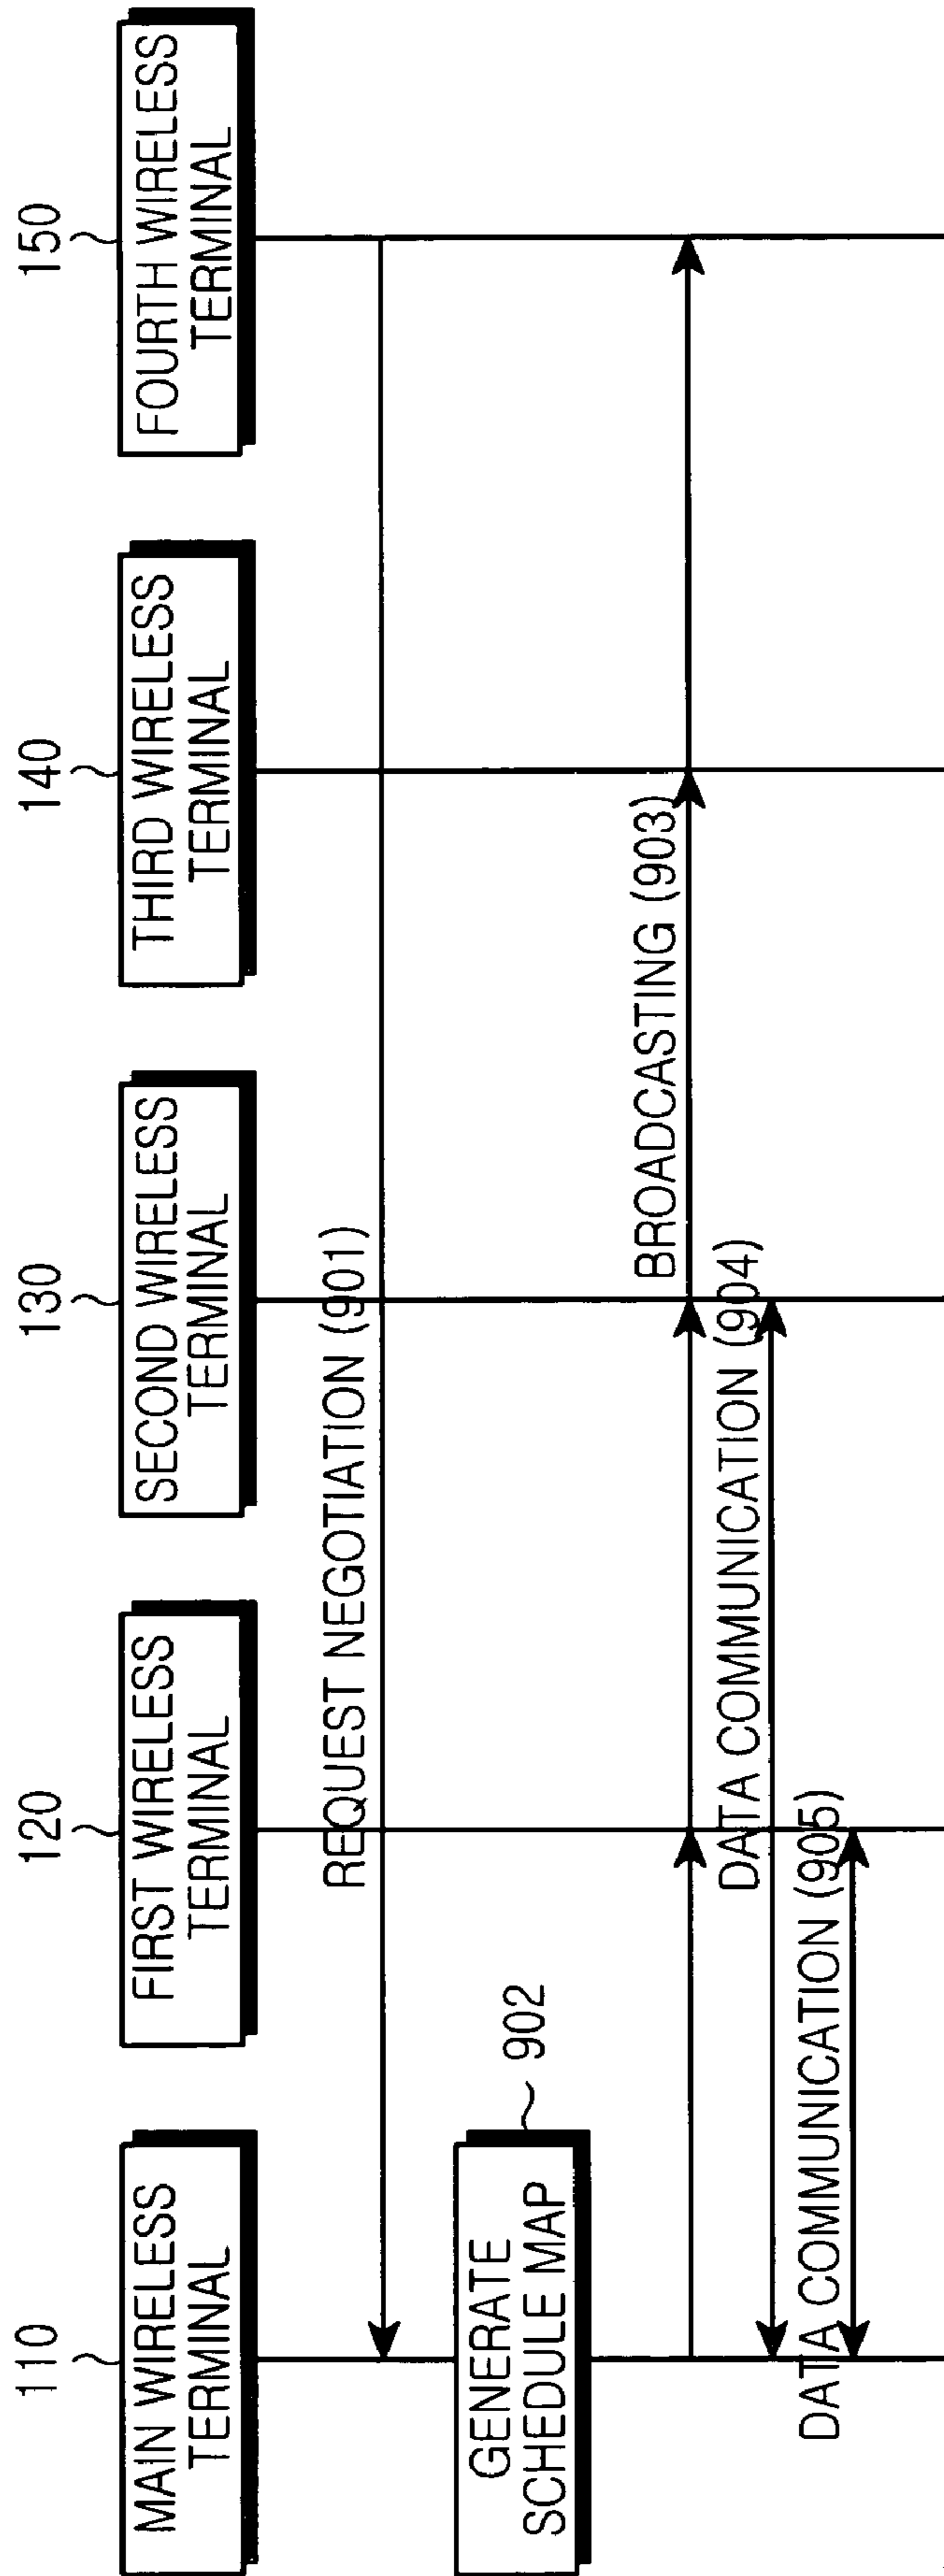 110
120
130
140
150
MAIN WIRELESS
TERMINAL
FIRST WIRELESS
TERMINAL
SECOND WIRELESS
TERMINAL
THIRD WIRELESS
TERMINAL
FOURTH WIRELESS
TERMINAL
REQUEST NEGOTIATION (901)
GENERATE
SCHEDULE MAP
902
BROADCASTING (903)
DATA COMMUNICATION (904)
DATA COMMUNICATION (905)